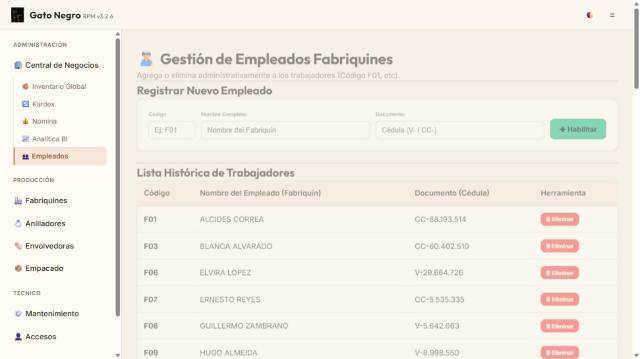 Gato Negro RPM v3.2.6
ADMINISTRACIÓN
Central de Negocios
Inventario Global
Kardex
Nómina
Analítica BI
Empleados
PRODUCCIÓN
Fabriquines
Anilladores
Envolvedoras
Empacado
TÉCNICO
Mantenimiento
Accesos
Gestión de Empleados Fabriquines
Agrega o elimina administrativamente a los trabajadores (Código F01, etc).
Registrar Nuevo Empleado
Código: Nombre Completo: Documento:
Ej: F91 Nombre del Fabriquín Cédula (V- / CC-) + Habilitar
Lista Histórica de Trabajadores
Código Nombre del Empleado (Fabriquín) Documento (Cédula) Herramienta
F01 ALCIDES CORREA CC-88.193.514 Eliminar
F03 BLANCA ALVARADO CC-60.402.510 Eliminar
F06 ELVIRA LOPEZ V-29.664.726 Eliminar
F07 ERNESTO REYES CC-5.535.335 Eliminar
F08 GUILLERMO ZAMBRANO V-5.642.663 Eliminar
F09 HUGO ALMEIDA V-8.998.550 Eliminar